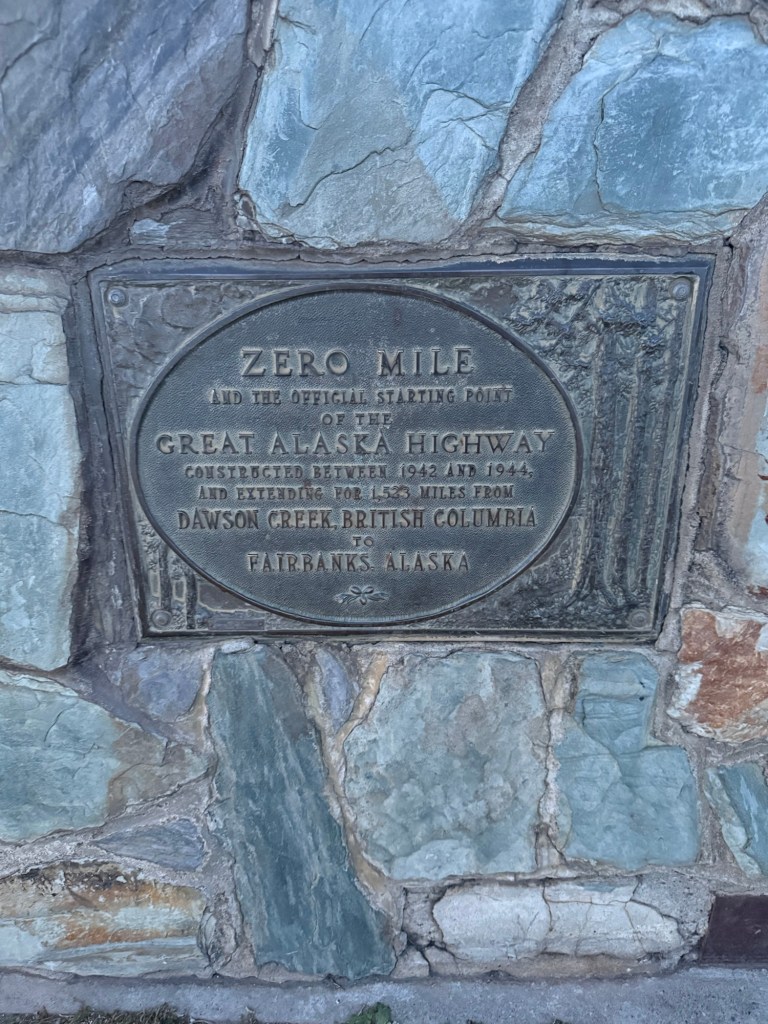 ZERO MILE
AND THE OFFICIAL STARTING POINT
OF THE
GREAT ALASKA HIGHWAY
CONSTRUCTED BETWEEN 1942 AND 1944,
AND EXTENDING FOR 1,523 MILES FROM
DAWSON CREEK, BRITISH COLUMBIA
TO
FAIRBANKS, ALASKA